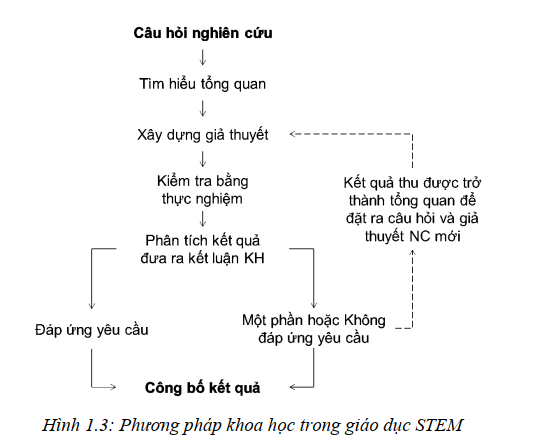 Câu hỏi nghiên cứu
Tìm hiểu tổng quan
Xây dựng giả thuyết
Kiểm tra bằng
thực nghiệm
Kết quả thu được trở
thành tổng quan để
đặt ra câu hỏi và giả
thuyết NC mới
Phân tích kết quả
đưa ra kết luận KH
Đáp ứng yêu cầu
Một phần hoặc Không
đáp ứng yêu cầu
Công bố kết quả
Hình 1.3: Phương pháp khoa học trong giáo dục STEM